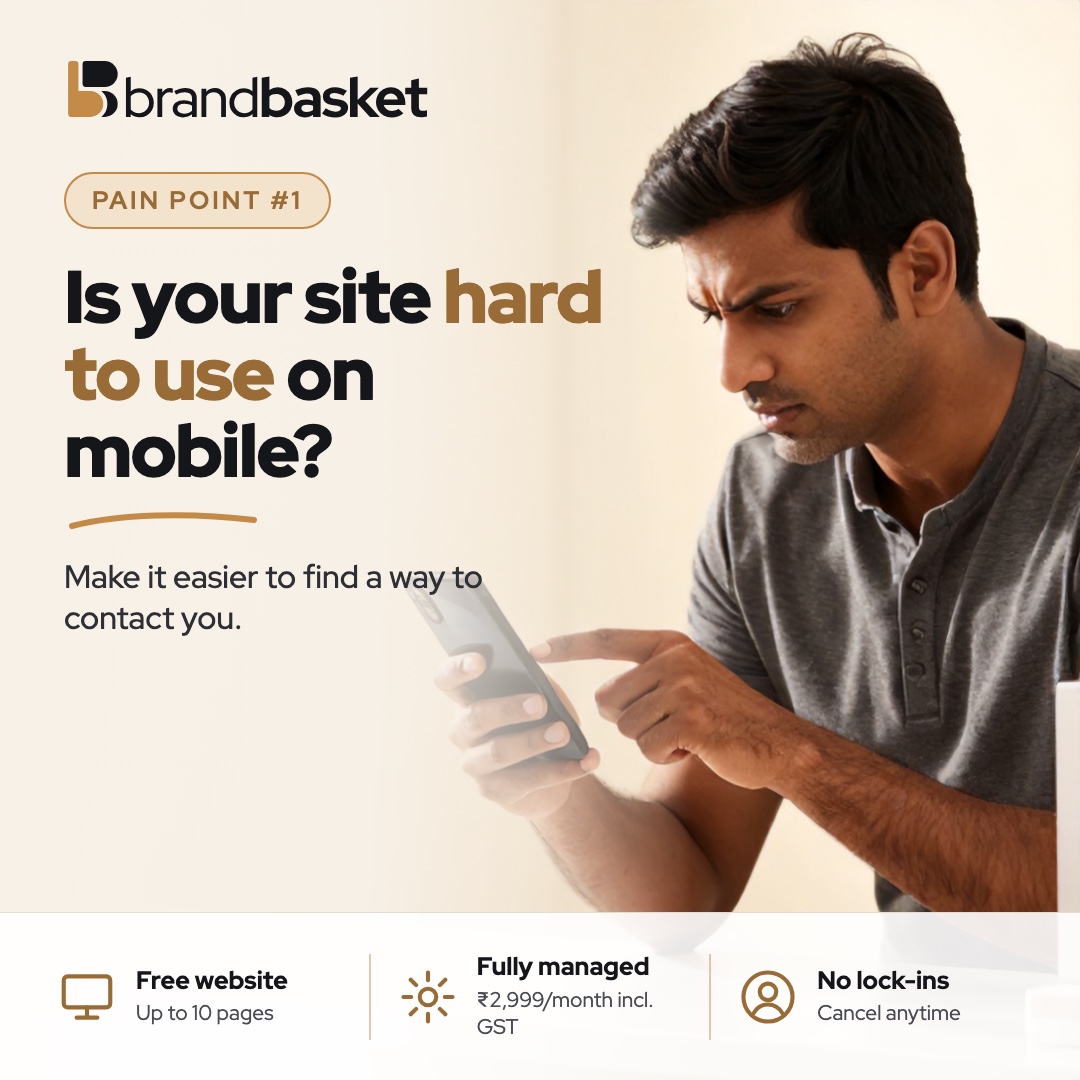 brandbasket
PAIN POINT #1
Is your site hard
to use on
mobile?
Make it easier to find a way to
contact you.
Free website
Up to 10 pages
Fully managed
₹2,999/month incl.
GST
No lock-ins
Cancel anytime